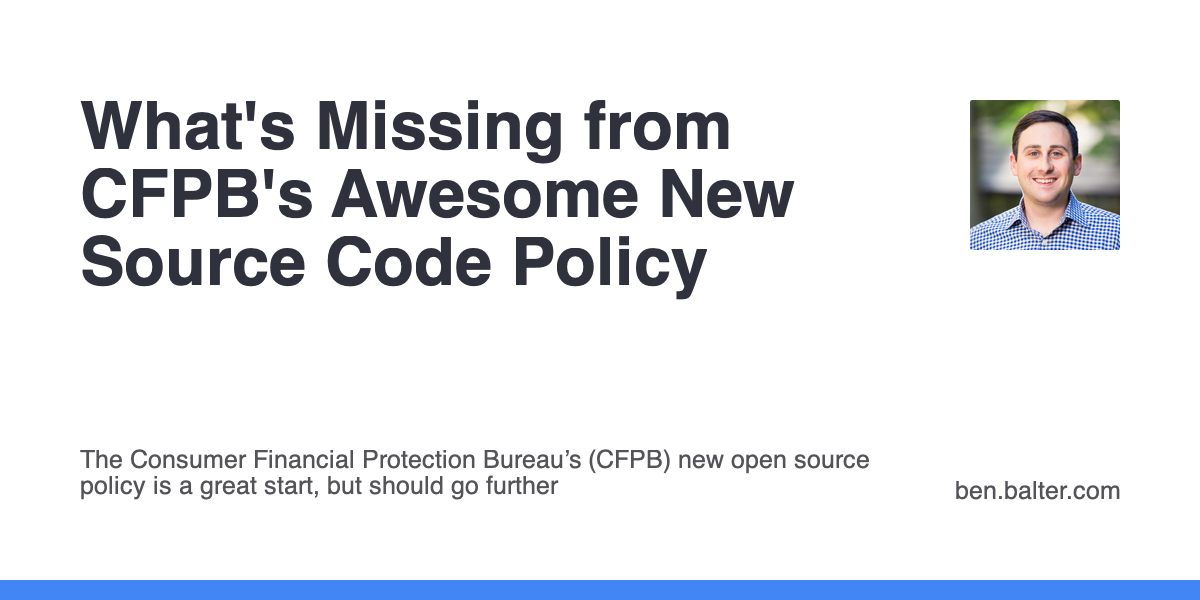 What's Missing from
CFPB's Awesome New
Source Code Policy
The Consumer Financial Protection Bureau’s (CFPB) new open source
policy is a great start, but should go further
ben.balter.com